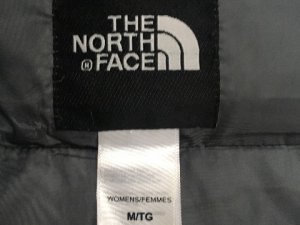 THE
NORTH
® FACE
WOMENS/FEMMES
M/TG